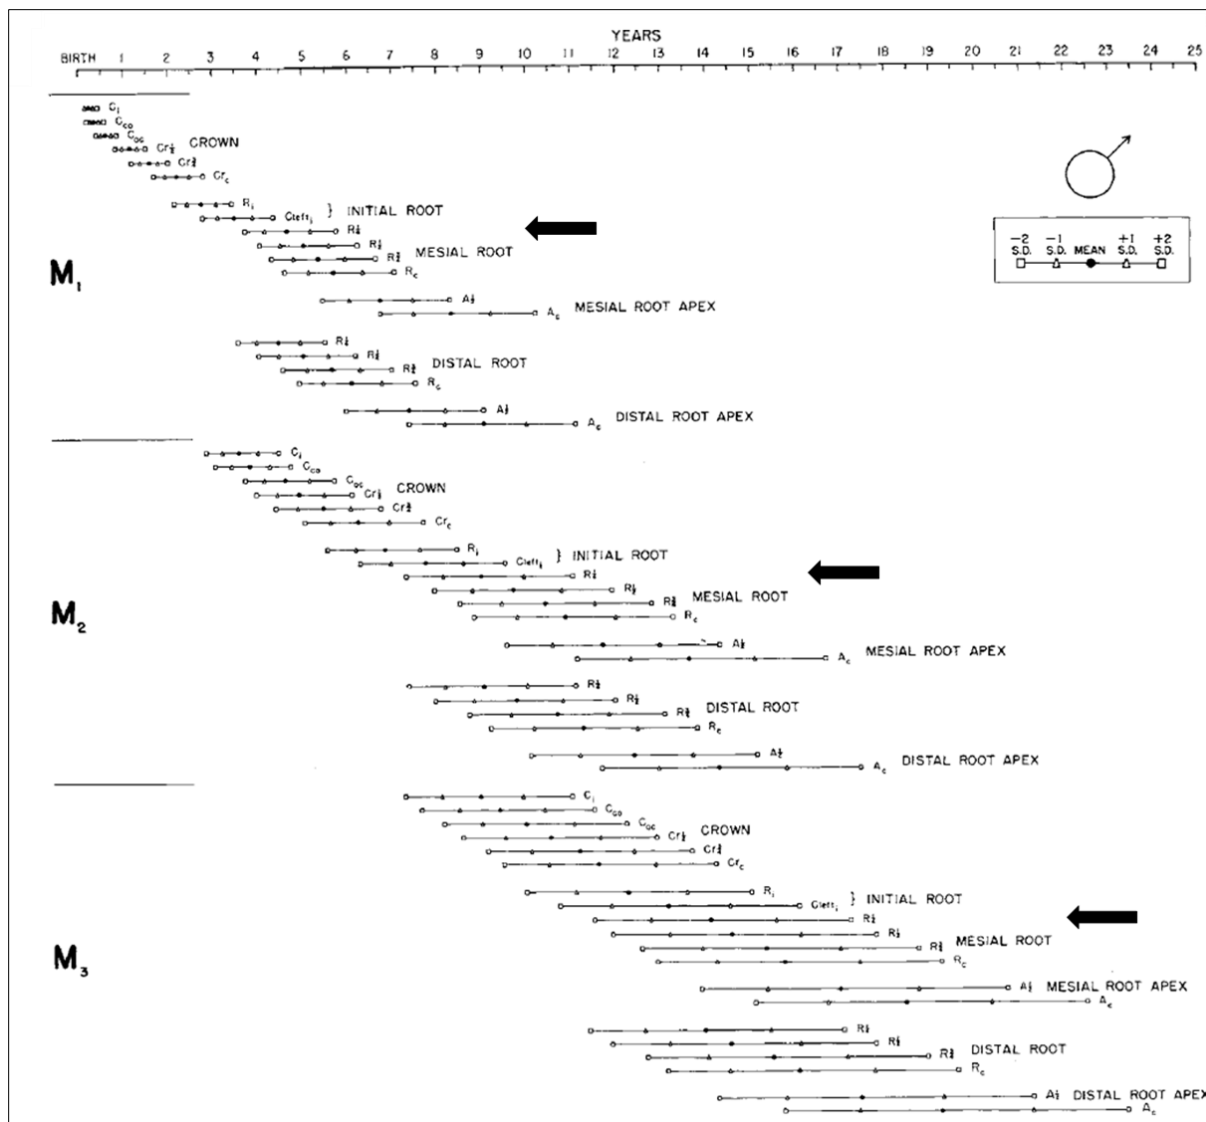 YEARS
BIRTH 1 2 3 4 5 6 7 8 9 10 11 12 13 14 15 16 17 18 19 20 21 22 23 24 25
Ci
Cco
Coc
Cr½ CROWN
Cr¾
Crc
Ri
Clefti } INITIAL ROOT
R¼
R½
R¾ MESIAL ROOT
Rc
M1
A½ MESIAL ROOT APEX
Ac
R¼
R½ DISTAL ROOT
R¾
Rc
A½ DISTAL ROOT APEX
Ac
−2 −1 +1 +2
S.D. S.D. MEAN S.D. S.D.
Ci
Cco
Coc
Cr½ CROWN
Cr¾
Crc
Ri
Clefti } INITIAL ROOT
R¼
R½
R¾ MESIAL ROOT
Rc
M2
A½
Ac MESIAL ROOT APEX
R¼
R½ DISTAL ROOT
R¾
Rc
A½
Ac DISTAL ROOT APEX
Ci
Cco
Coc
Cr½ CROWN
Cr¾
Crc
Ri
Clefti } INITIAL ROOT
R¼
R½
R¾ MESIAL ROOT
Rc
M3
A½ MESIAL ROOT APEX
Ac
R¼
R½
R¾ DISTAL ROOT
Rc
A½ DISTAL ROOT APEX
Ac